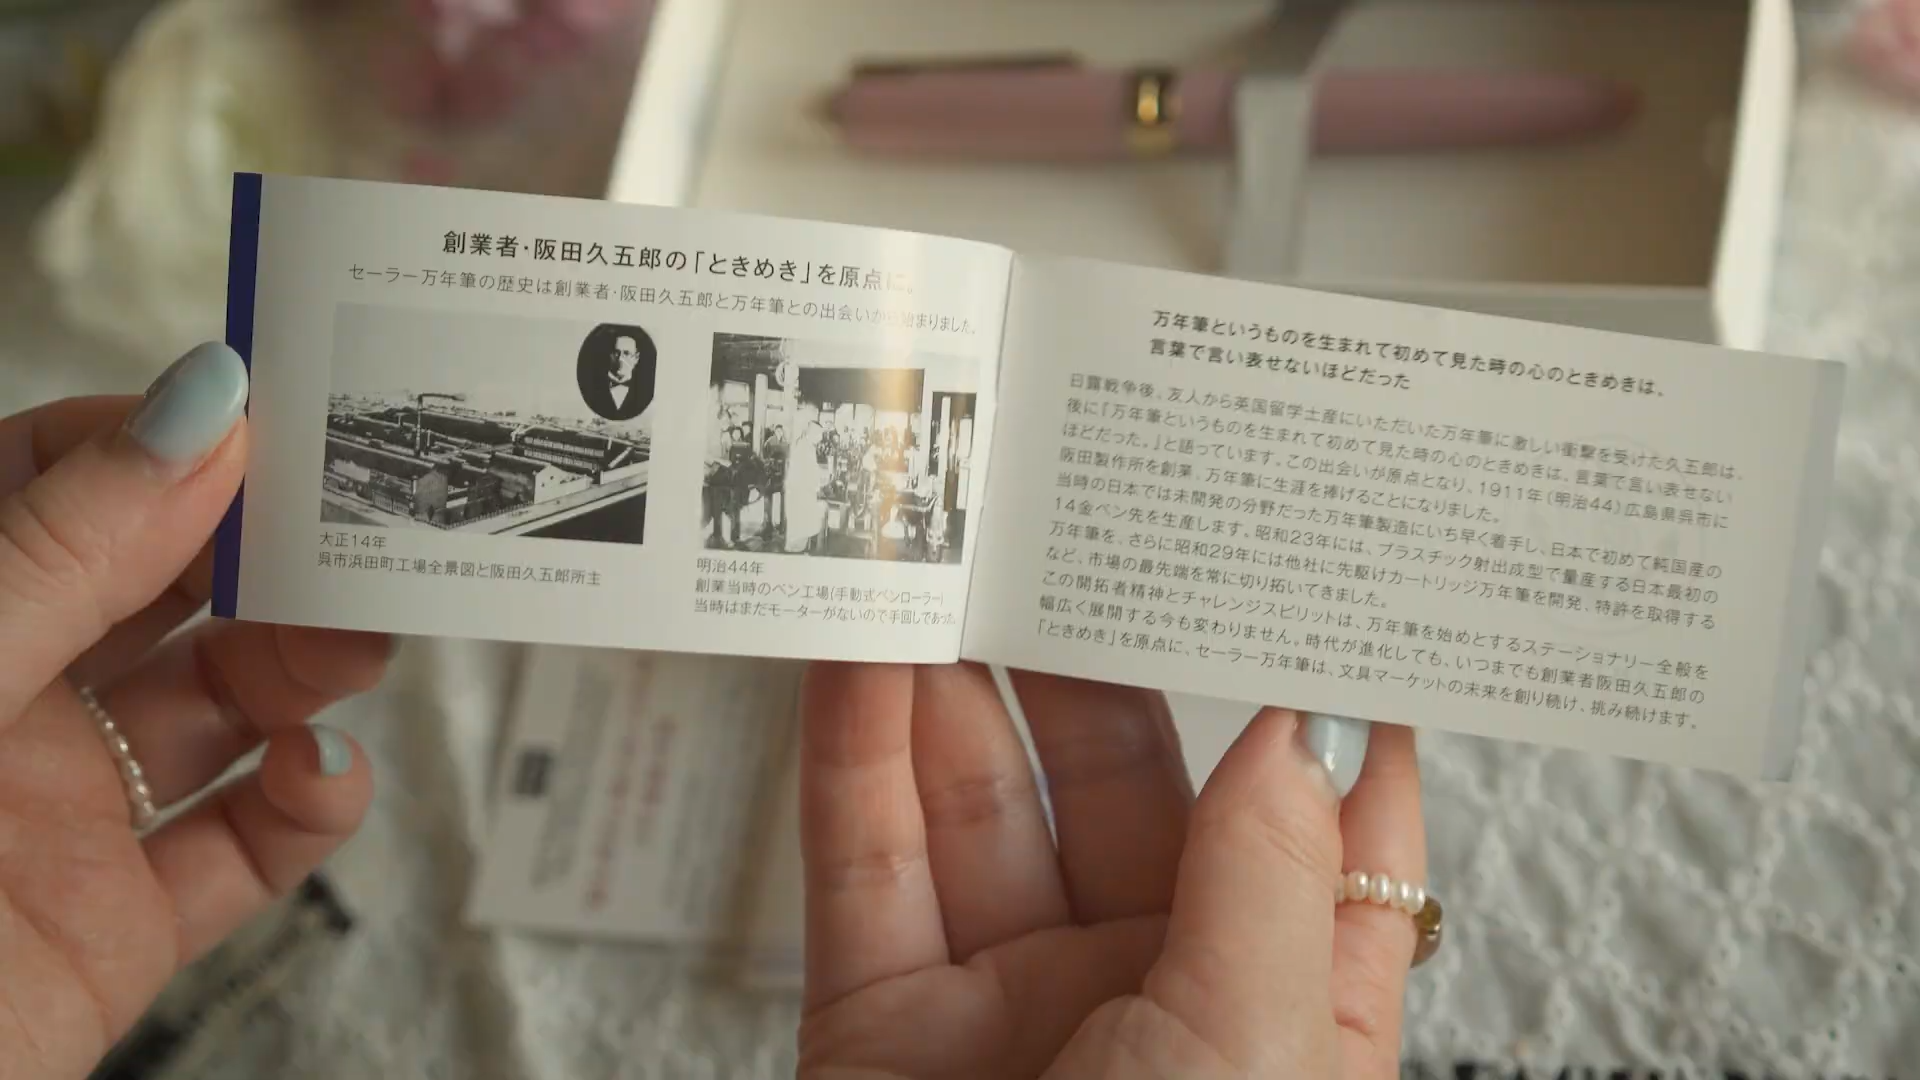 創業者・阪田久五郎の「ときめき」を原点に。
セーラー万年筆の歴史は創業者・阪田久五郎と万年筆との出会いから始まりました。
大正14年
呉市浜田町工場全景図と阪田久五郎所主
明治44年
創業当時のペン工場(手動式ペンローラー)
当時はまだモーターがないので手回しであった。
万年筆というものを生まれて初めて見た時の心のときめきは、
言葉で言い表せないほどだった
日露戦争後、友人から英国留学土産にいただいた万年筆に激しい衝撃を受けた久五郎は、
後に「万年筆というものを生まれて初めて見た時の心のときめきは、言葉で言い表せない
ほどだった。」と語っています。この出会いが原点となり、1911年(明治44)広島県呉市に
阪田製作所を創業、万年筆に生涯を捧げることになりました。
当時の日本では未開発の分野だった万年筆製造にいち早く着手し、日本で初めて純国産の
14金ペン先を生産します。昭和23年には、プラスチック射出成型で量産する日本最初の
万年筆を、さらに昭和29年には他社に先駆けカートリッジ万年筆を開発、特許を取得する
など、市場の最先端を常に切り拓いてきました。
この開拓者精神とチャレンジスピリットは、万年筆を始めとするステーショナリー全般を
幅広く展開する今も変わりません。時代が進化しても、いつまでも創業者阪田久五郎の
「ときめき」を原点に、セーラー万年筆は、文具マーケットの未来を創り続け、挑み続けます。